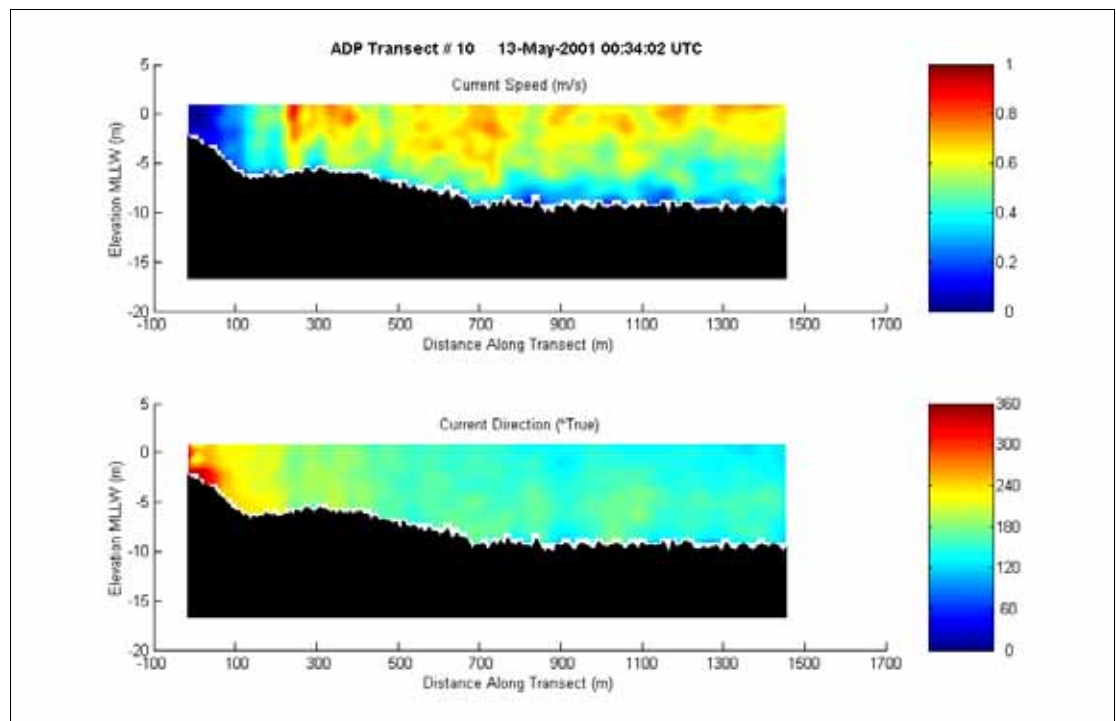 ADP Transect # 10 13-May-2001 00:34:02 UTC
Current Speed (m/s)
Elevation MLLW (m)
5
0
-5
-10
-15
-20
-100 100 300 500 700 900 1100 1300 1500 1700
Distance Along Transect (m)
1
0.8
0.6
0.4
0.2
0
Current Direction (°True)
Elevation MLLW (m)
5
0
-5
-10
-15
-20
-100 100 300 500 700 900 1100 1300 1500 1700
Distance Along Transect (m)
360
300
240
180
120
60
0